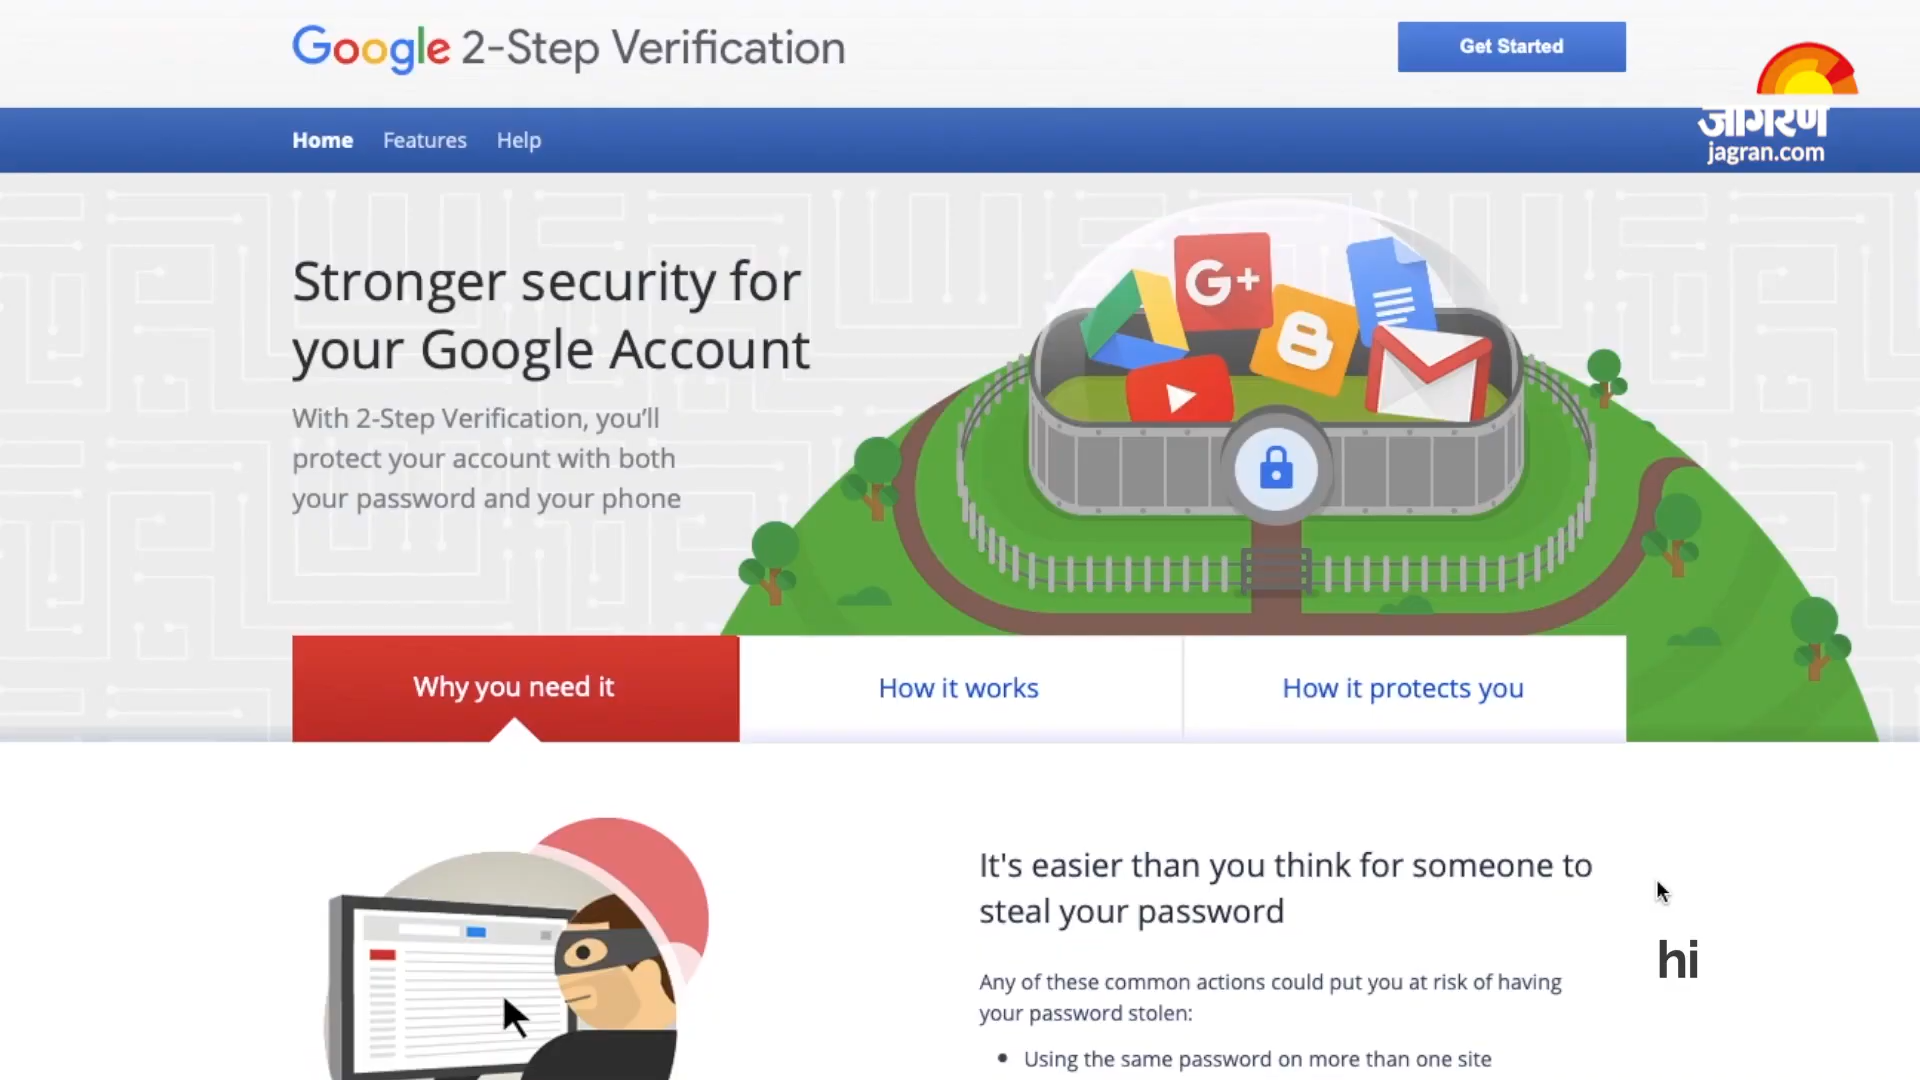 Google 2-Step Verification
Get Started
जागरण
jagran.com
Home Features Help
G+
Stronger security for
your Google Account
With 2-Step Verification, you’ll
protect your account with both
your password and your phone
Why you need it
How it works
How it protects you
It's easier than you think for someone to
steal your password
hi
Any of these common actions could put you at risk of having
your password stolen:
• Using the same password on more than one site